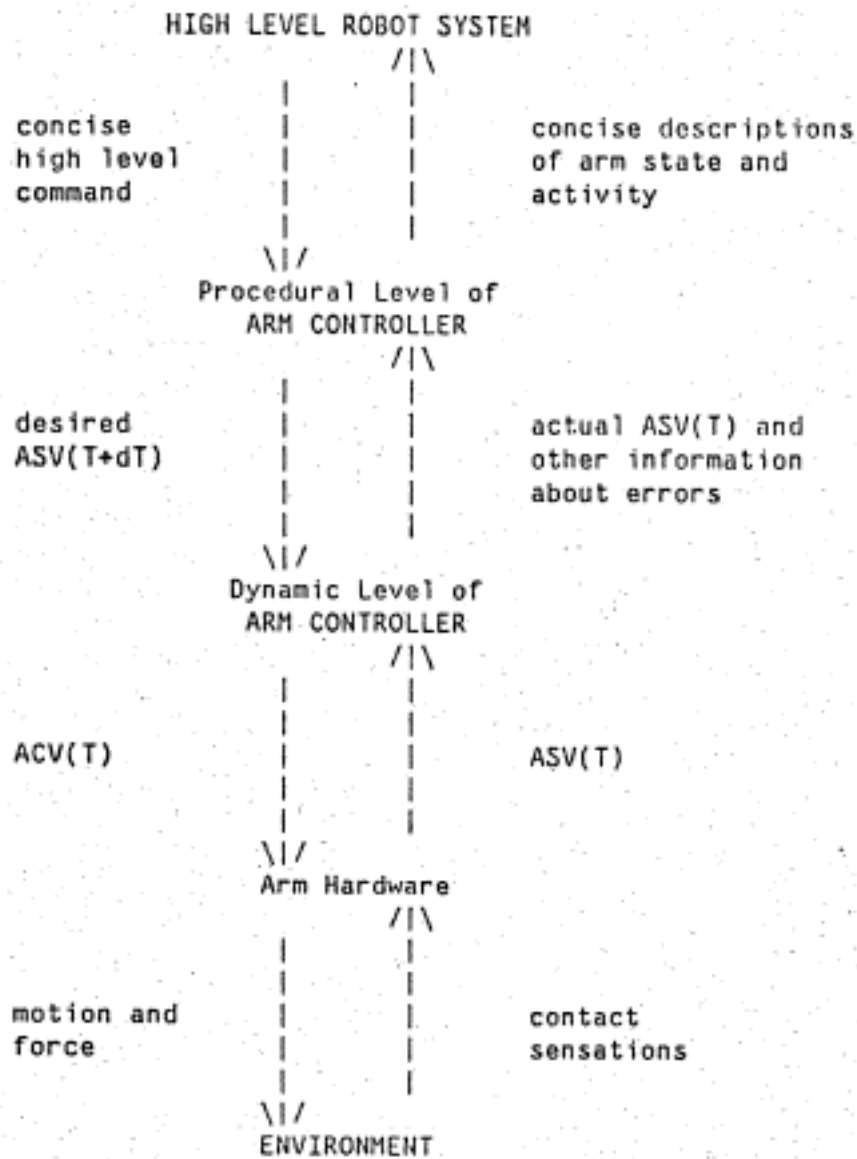 HIGH LEVEL ROBOT SYSTEM
/|\
concise
high level
command
concise descriptions
of arm state and
activity
\|/
Procedural Level of
ARM CONTROLLER
/|\
desired
ASV(T+dT)
actual ASV(T) and
other information
about errors
\|/
Dynamic Level of
ARM CONTROLLER
/|\
ACV(T)
ASV(T)
\|/
Arm Hardware
/|\
motion and
force
contact
sensations
\|/
ENVIRONMENT